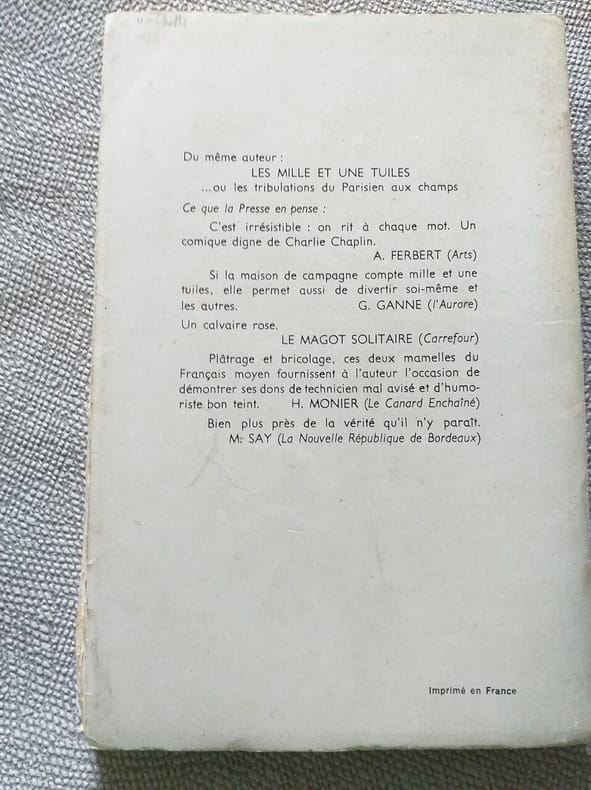 Du même auteur :
LES MILLE ET UNE TUILES
...ou les tribulations du Parisien aux champs
Ce que la Presse en pense :
C'est irrésistible : on rit à chaque mot. Un
comique digne de Charlie Chaplin.
A. FERBERT (Arts)
Si la maison de campagne compte mille et une
tuiles, elle permet aussi de divertir soi-même et
les autres. G. GANNE (l'Aurore)
Un calvaire rose.
LE MAGOT SOLITAIRE (Carrefour)
Plâtrage et bricolage, ces deux mamelles du
Français moyen fournissent à l'auteur l'occasion de
démontrer ses dons de technicien mal avisé et d'humo-
riste bon teint. H. MONIER (Le Canard Enchaîné)
Bien plus près de la vérité qu'il n'y paraît.
M. SAY (La Nouvelle République de Bordeaux)
Imprimé en France